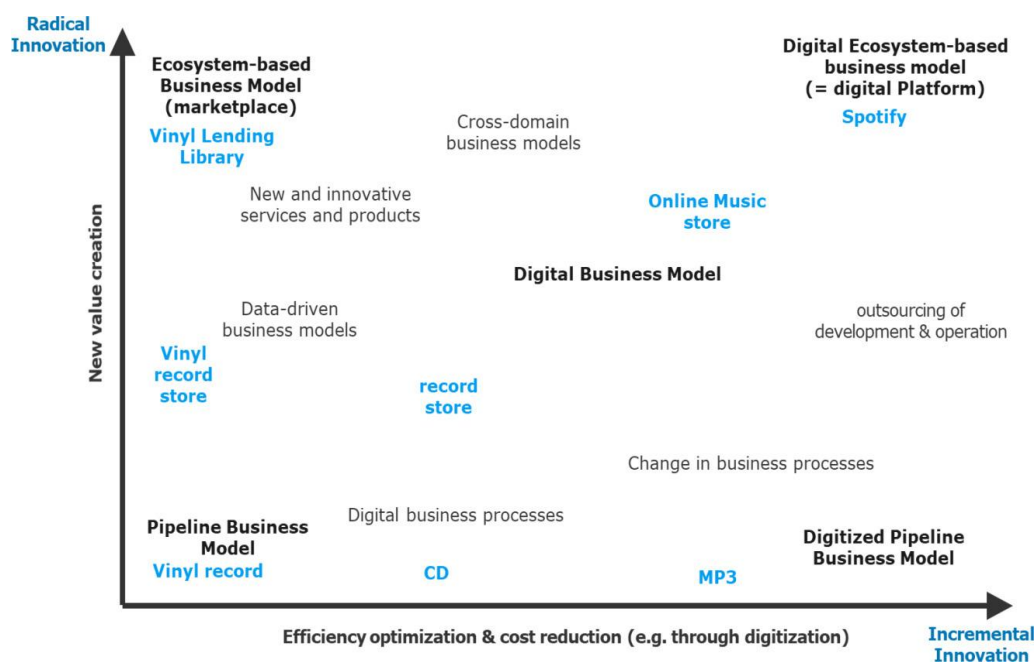 Radical
Innovation
Ecosystem-based
Business Model
(marketplace)
Vinyl Lending
Library
Digital Ecosystem-based
business model
(= digital Platform)
Spotify
Cross-domain
business models
New and innovative
services and products
Online Music
store
Digital Business Model
New value creation
Data-driven
business models
outsourcing of
development & operation
Vinyl
record
store
record
store
Change in business processes
Digital business processes
Pipeline Business
Model
Vinyl record
CD
MP3
Digitized Pipeline
Business Model
Efficiency optimization & cost reduction (e.g. through digitization)
Incremental
Innovation